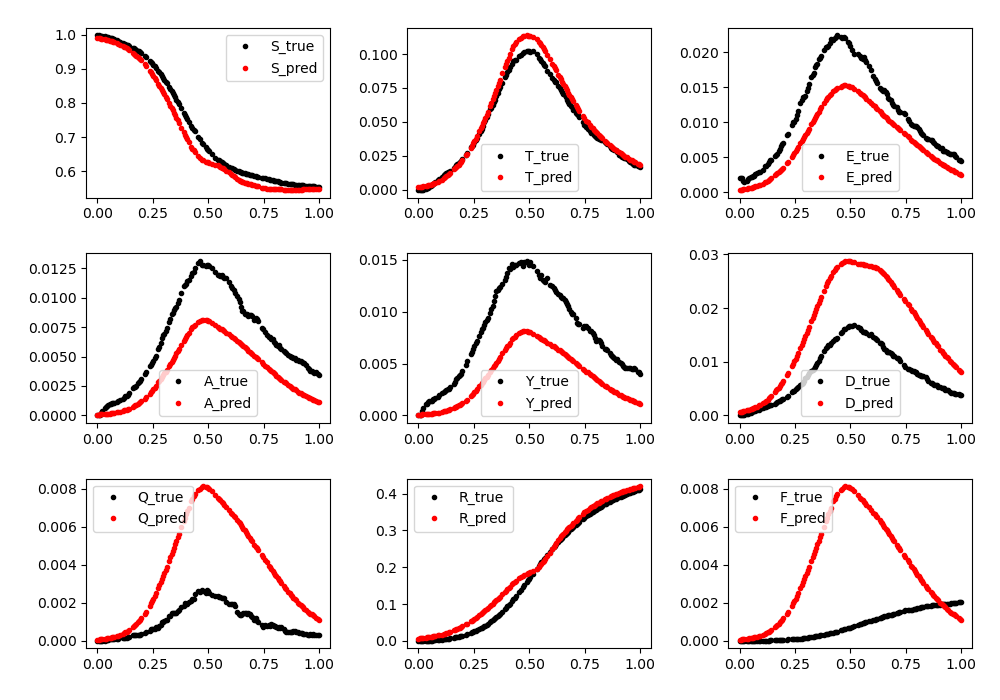 1.0
0.9
0.8
0.7
0.6
S_true
S_pred
0.00 0.25 0.50 0.75 1.00
0.100
0.075
0.050
0.025
0.000
T_true
T_pred
0.00 0.25 0.50 0.75 1.00
0.020
0.015
0.010
0.005
0.000
E_true
E_pred
0.00 0.25 0.50 0.75 1.00
0.0125
0.0100
0.0075
0.0050
0.0025
0.0000
A_true
A_pred
0.00 0.25 0.50 0.75 1.00
0.015
0.010
0.005
0.000
Y_true
Y_pred
0.00 0.25 0.50 0.75 1.00
0.03
0.02
0.01
0.00
D_true
D_pred
0.00 0.25 0.50 0.75 1.00
0.008
0.006
0.004
0.002
0.000
Q_true
Q_pred
0.00 0.25 0.50 0.75 1.00
0.4
0.3
0.2
0.1
0.0
R_true
R_pred
0.00 0.25 0.50 0.75 1.00
0.008
0.006
0.004
0.002
0.000
F_true
F_pred
0.00 0.25 0.50 0.75 1.00